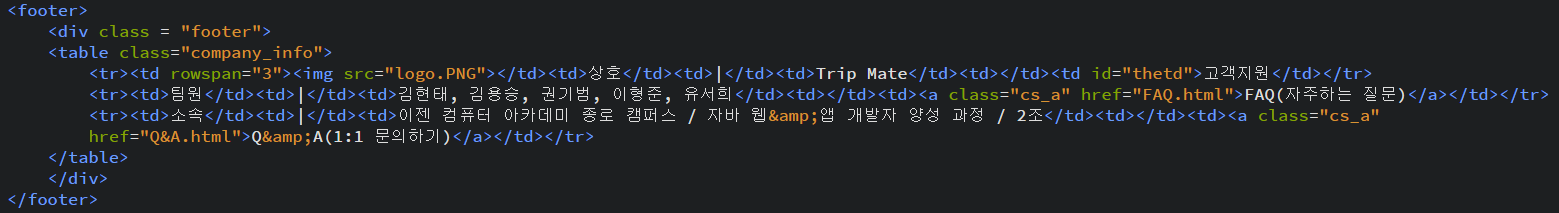 <footer>
    <div class = "footer">
    <table class="company_info">
        <tr><td rowspan="3"><img src="logo.PNG"></td><td>상호</td><td>|</td><td>Trip Mate</td><td></td><td id="thetd">고객지원</td></tr>
        <tr><td>팀원</td><td>|</td><td>김현태, 김용승, 권기범, 이형준, 유서희</td><td></td><td><a class="cs_a" href="FAQ.html">FAQ(자주하는 질문)</a></td></tr>
        <tr><td>소속</td><td>|</td><td>이젠 컴퓨터 아카데미 종로 캠퍼스 / 자바 웹&amp;앱 개발자 양성 과정 / 2조</td><td></td><td><a class="cs_a"
        href="Q&A.html">Q&amp;A(1:1 문의하기)</a></td></tr>
    </table>
    </div>
</footer>